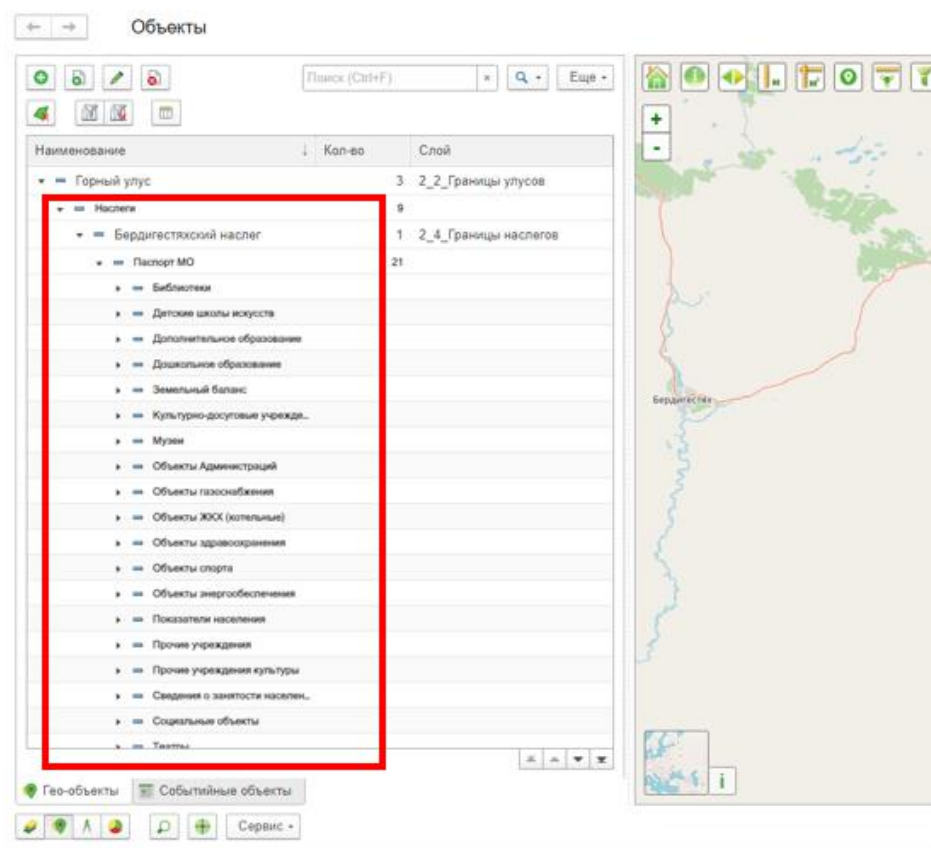 Объекты
Поиск (Ctrl+F)
×
Еще
Наименование ↓ Кол-во Слой
Горный улус 3 2_2_Границы улусов
Наслеги 9
Бердигестяхский наслег 1 2_4_Границы наслегов
Паспорт МО 21
Библиотеки
Детские школы искусств
Дополнительное образование
Дошкольное образование
Земельный баланс
Культурно-досуговые учрежде...
Музеи
Объекты Администраций
Объекты газоснабжения
Объекты ЖКХ (котельные)
Объекты здравоохранения
Объекты спорта
Объекты энергообеспечения
Показатели населения
Прочие учреждения
Прочие учреждения культуры
Сведения о занятости населен...
Социальные объекты
Театры
Гео-объекты Событийные объекты
Сервис
+
-
Бердигестях
i